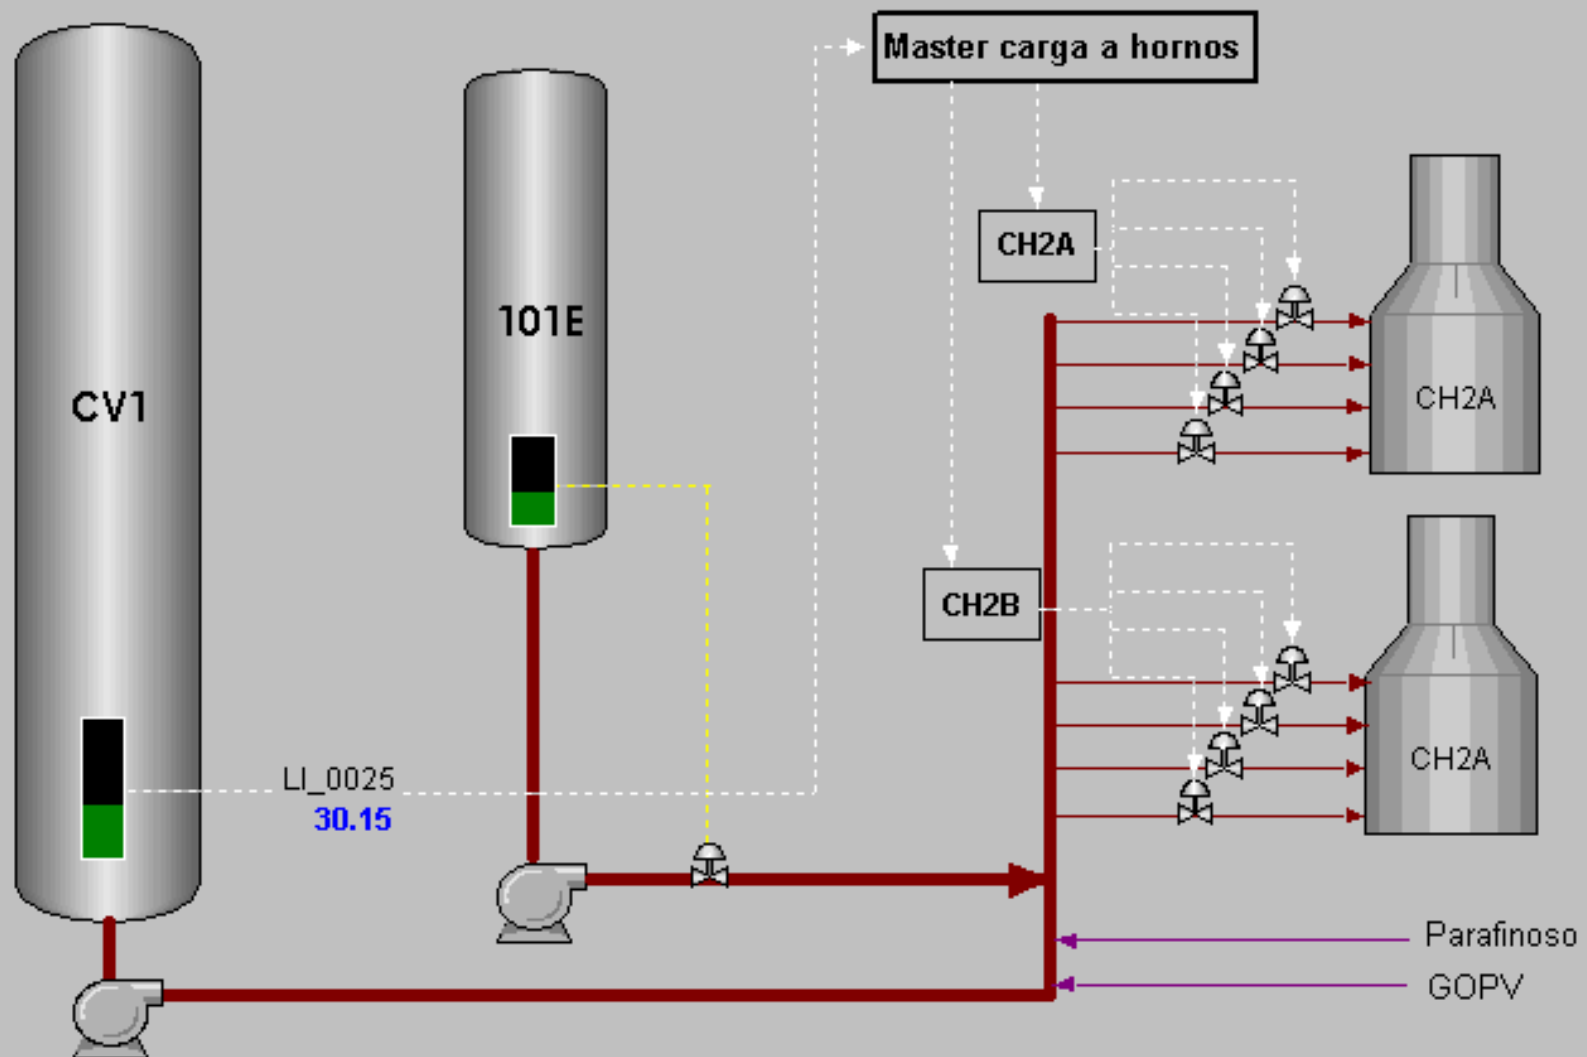 Master carga a hornos
CH2A
101E
CV1
CH2A
CH2B
CH2A
LI_0025
30.15
Parafinoso
GOPV